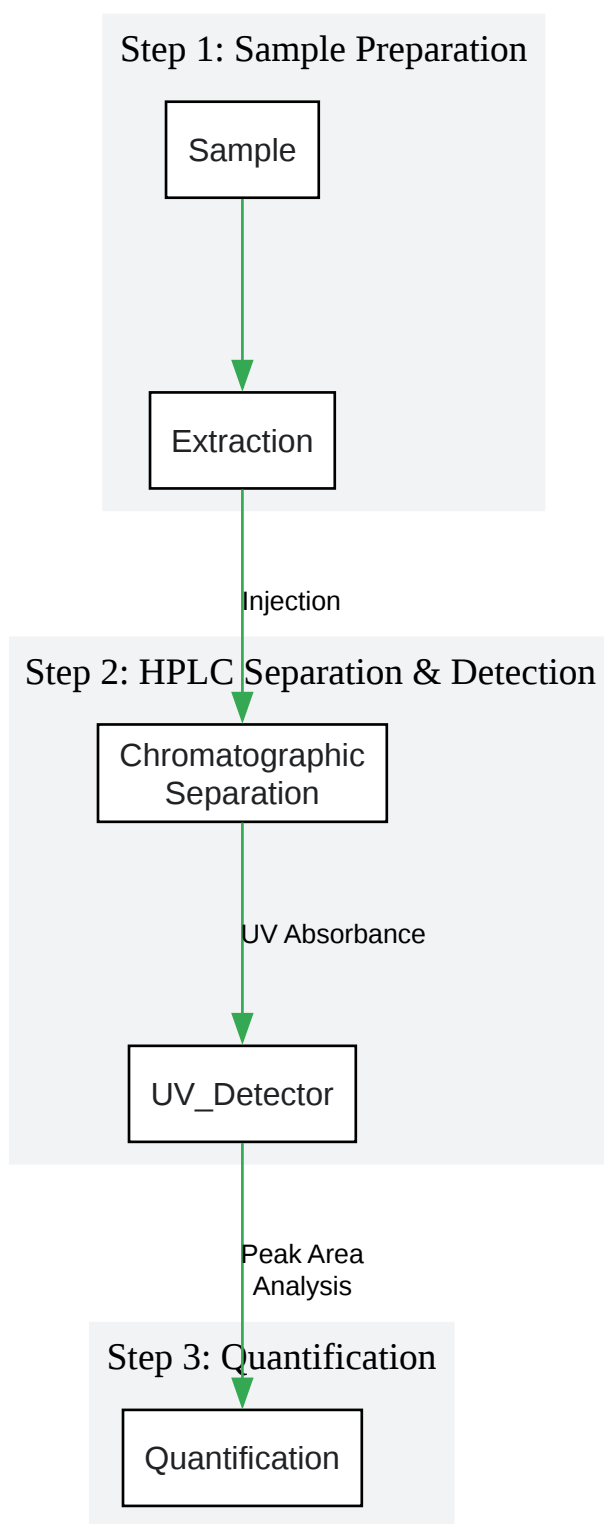 Step 1: Sample Preparation
Sample
Extraction
Injection
Step 2: HPLC Separation & Detection
Chromatographic
Separation
UV Absorbance
UV_Detector
Peak Area
Analysis
Step 3: Quantification
Quantification